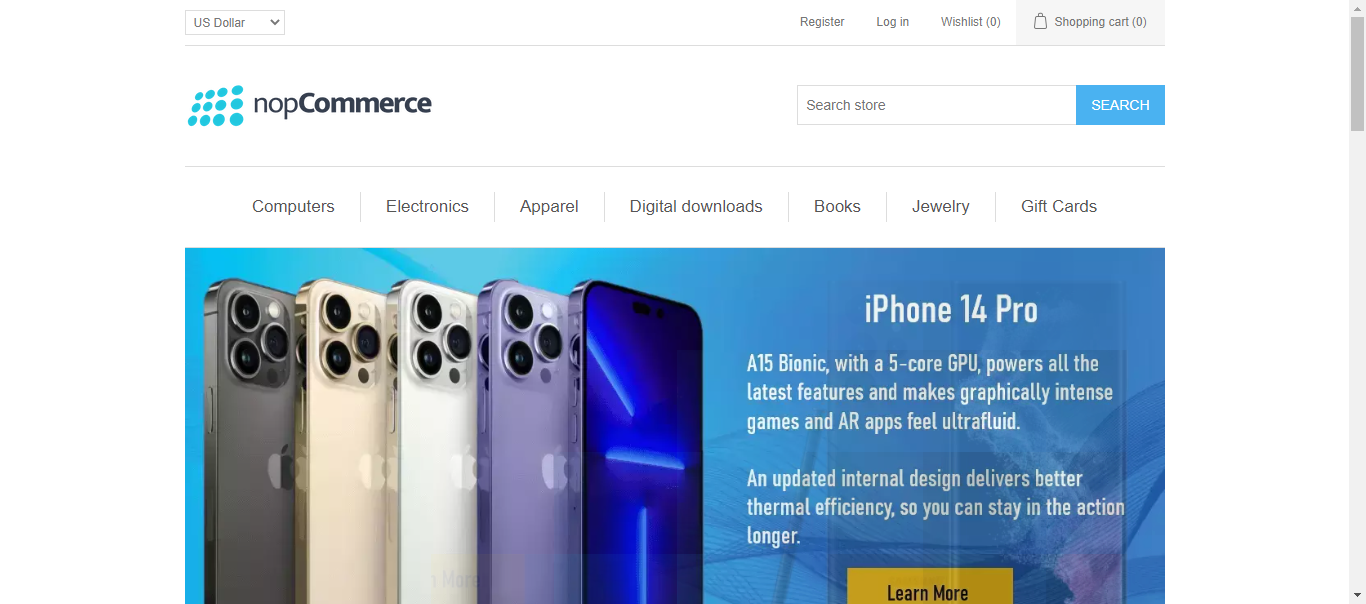 US Dollar
Register
Log in
Wishlist (0)
Shopping cart (0)
nopCommerce
Search store
SEARCH
Computers
Electronics
Apparel
Digital downloads
Books
Jewelry
Gift Cards
iPhone 14 Pro
A15 Bionic, with a 5-core GPU, powers all the
latest features and makes graphically intense
games and AR apps feel ultrafluid.
An updated internal design delivers better
thermal efficiency, so you can stay in the action
longer.
Learn More